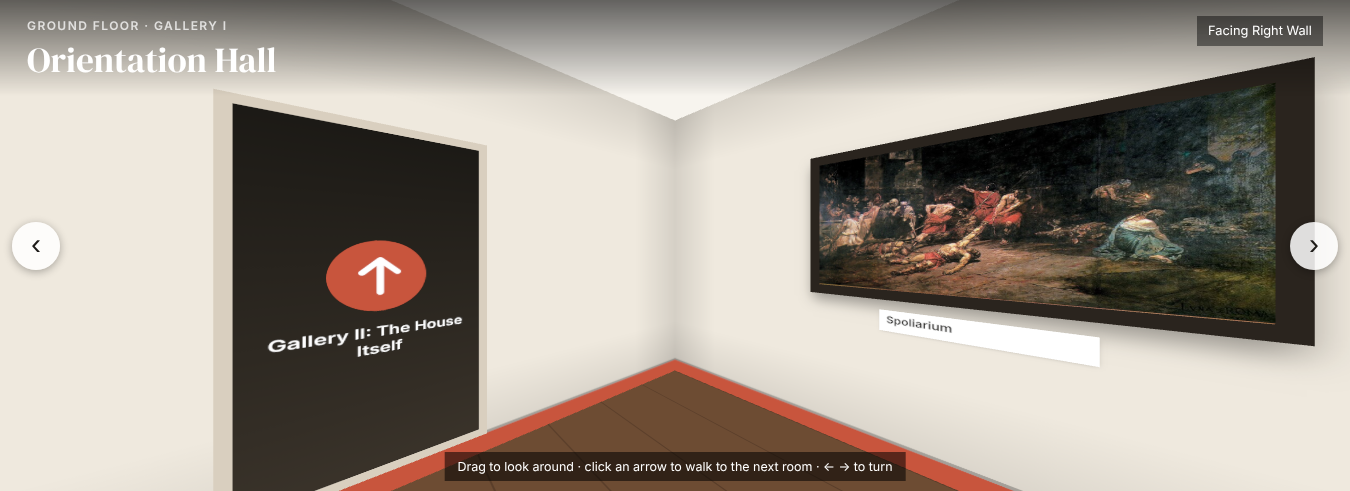 GROUND FLOOR · GALLERY I
Orientation Hall
Facing Right Wall
Gallery II: The House
Itself
Spoliarium
Drag to look around · click an arrow to walk to the next room · ← → to turn